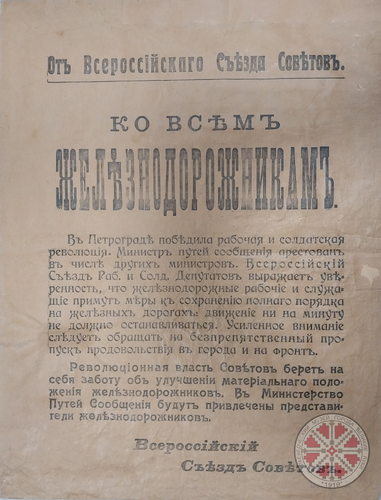 Отъ Всероссійскаго Съѣзда Совѣтовъ.
КО ВСѢМЪ
ЖЕЛѢЗНОДОРОЖНИКАМЪ.
Въ Петроградѣ побѣдила рабочая и солдатская
революція. Министръ путей сообщенія арестованъ
въ числѣ другихъ министровъ. Всероссійскій
Съѣздъ Раб. и Солд. Депутатовъ выражаетъ увѣ-
ренность, что желѣзнодорожные рабочіе и служа-
щіе примутъ мѣры къ сохраненію полнаго порядка
на желѣзныхъ дорогахъ: движеніе ни на минуту
не должно останавливаться. Усиленное вниманіе
слѣдуетъ обращать на безпрепятственный про-
пускъ продовольствія въ города и на фронтъ.
Революціонная власть Совѣтовъ беретъ на
себя заботу объ улучшеніи матеріальнаго поло-
женія желѣзнодорожниковъ. Въ Министерство
Путей Сообщенія будутъ привлечены представи-
тели желѣзнодорожниковъ.
Всероссійскій
Съѣздъ Совѣтовъ.